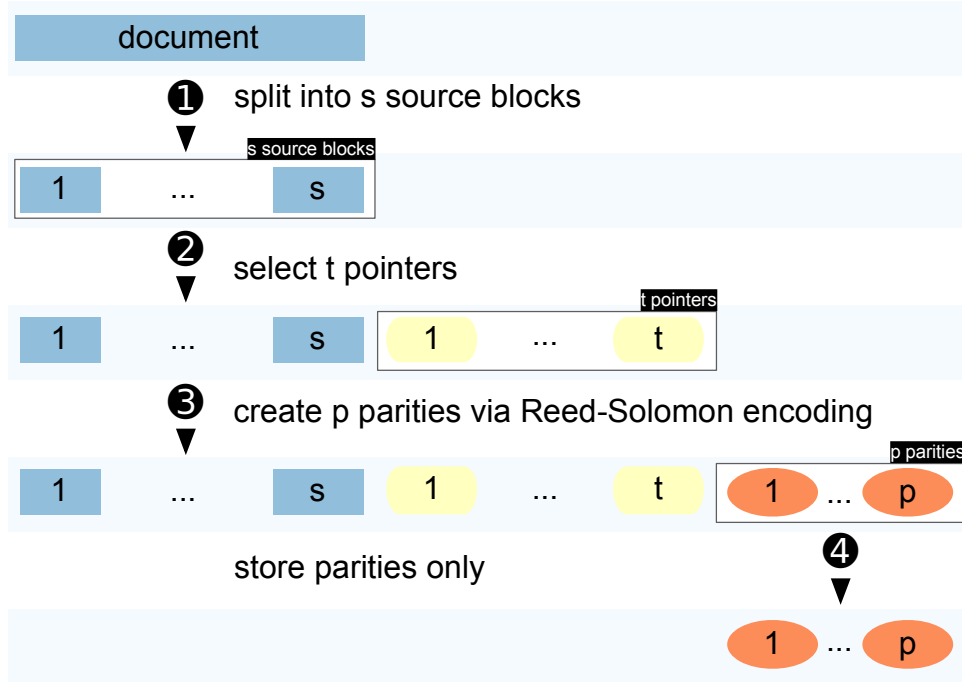 document
❶ split into s source blocks
s source blocks
1 ... s
❷ select t pointers
t pointers
1 ... s 1 ... t
❸ create p parities via Reed-Solomon encoding
p parities
1 ... s 1 ... t 1 ... p
store parities only ❹
1 ... p